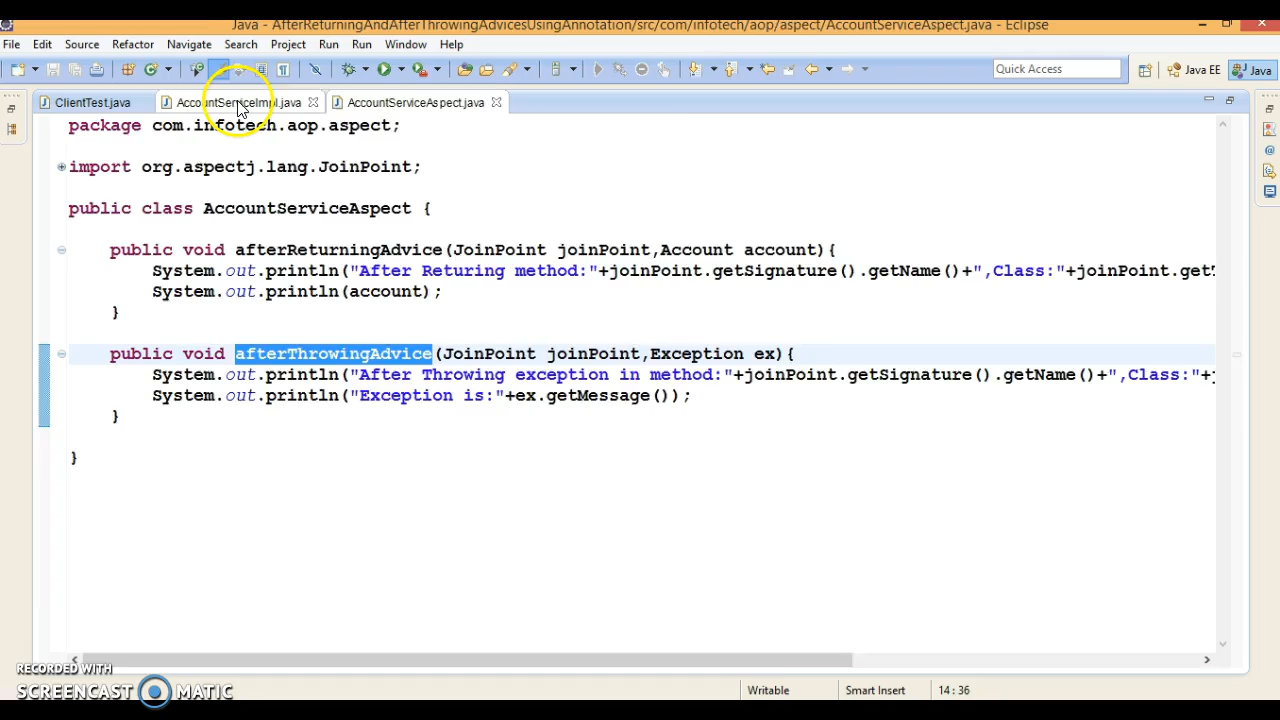 Java - AfterReturningAndAfterThrowingAdvicesUsingAnnotation/src/com/infotech/aop/aspect/AccountServiceAspect.java - Eclipse
File Edit Source Refactor Navigate Search Project Run Run Window Help
Quick Access Java EE Java
ClientTest.java AccountServiceImpl.java AccountServiceAspect.java
package com.infotech.aop.aspect;
import org.aspectj.lang.JoinPoint;
public class AccountServiceAspect {
public void afterReturningAdvice(JoinPoint joinPoint,Account account){
System.out.println("After Returing method:"+joinPoint.getSignature().getName()+",Class:"+joinPoint.getT
System.out.println(account);
}
public void afterThrowingAdvice(JoinPoint joinPoint,Exception ex){
System.out.println("After Throwing exception in method:"+joinPoint.getSignature().getName()+",Class:"+j
System.out.println("Exception is:"+ex.getMessage());
}
}
RECORDED WITH
SCREENCAST MATIC
Writable Smart Insert 14 : 36